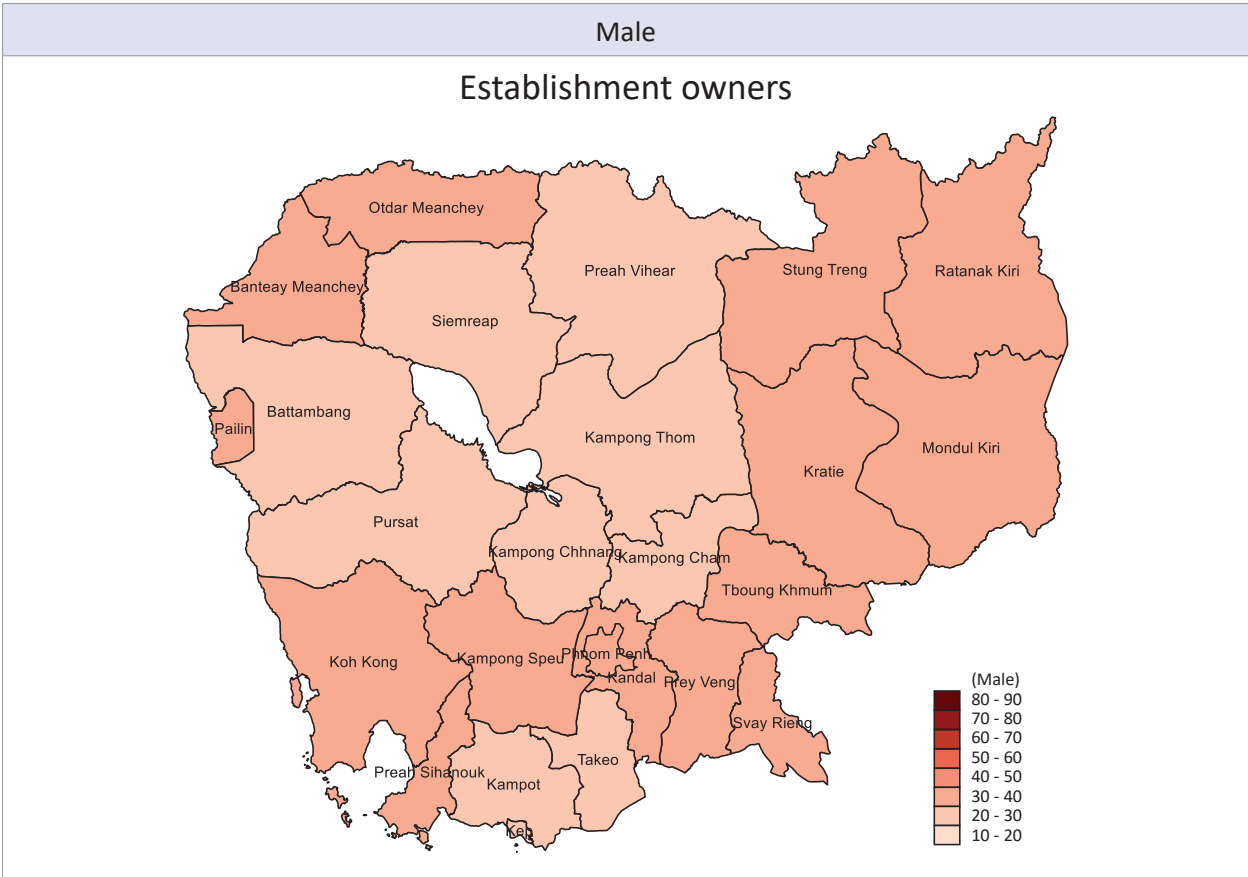 Male
Establishment owners
Otdar Meanchey
Preah Vihear
Stung Treng
Ratanak Kiri
Banteay Meanchey
Siemreap
Battambang
Pailin
Kampong Thom
Mondul Kiri
Kratie
Pursat
Kampong Chhnang
Kampong Cham
Tboung Khmum
Koh Kong
Kampong Speu
Phnom Penh
Kandal
Prey Veng
Svay Rieng
Preah Sihanouk
Kampot
Takeo
Kep
(Male)
80 - 90
70 - 80
60 - 70
50 - 60
40 - 50
30 - 40
20 - 30
10 - 20